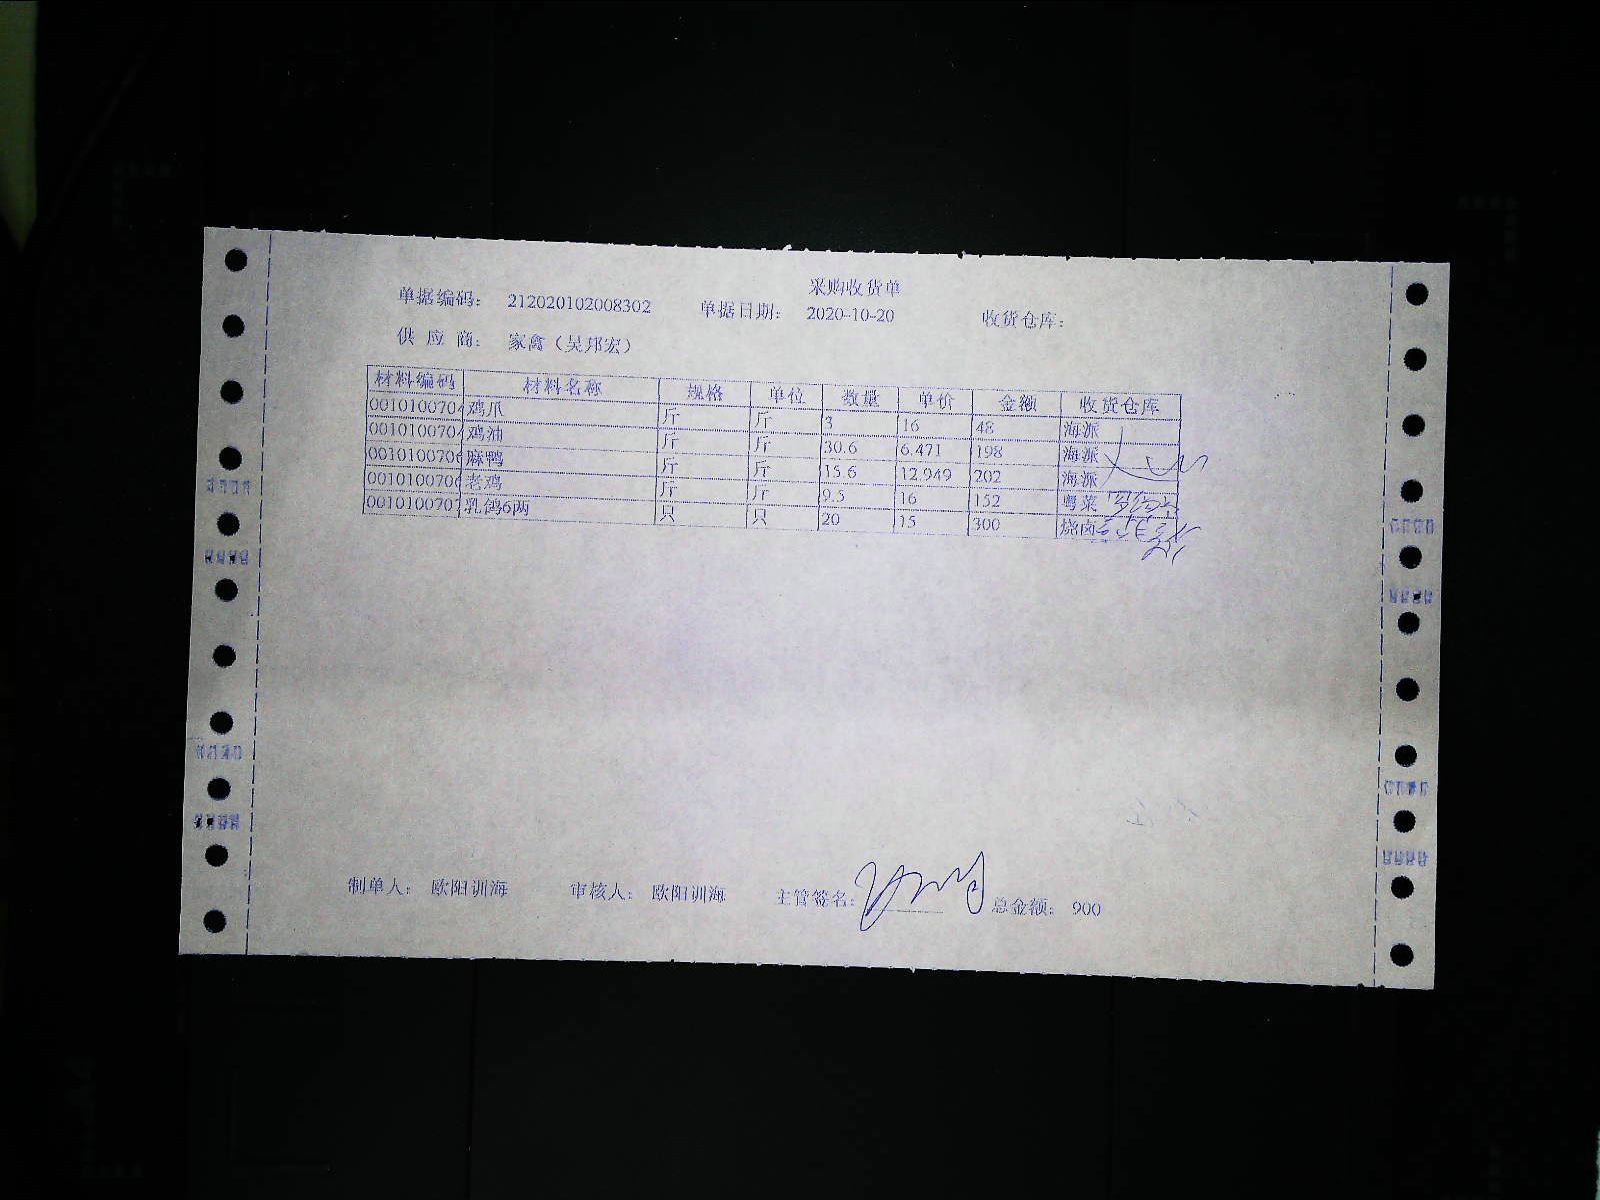 采购收货单
单据编码: 212020102008302 单据日期: 2020-10-20 收货仓库:
供 应 商: 家禽（吴邦宏）
材料编码 材料名称 规格 单位 数量 单价 金额 收货仓库
001010070 鸡爪 斤 斤 3 16 48 海派
001010070 鸡油 斤 斤 30.6 6.471 198 海派
001010070 麻鸭 斤 斤 15.6 12.949 202 海派
001010070 老鸡 斤 斤 9.5 16 152 粤菜
001010070 乳鸽6两 只 只 20 15 300 烧卤
制单人: 欧阳训海 审核人: 欧阳训海 主管签名: 总金额: 900